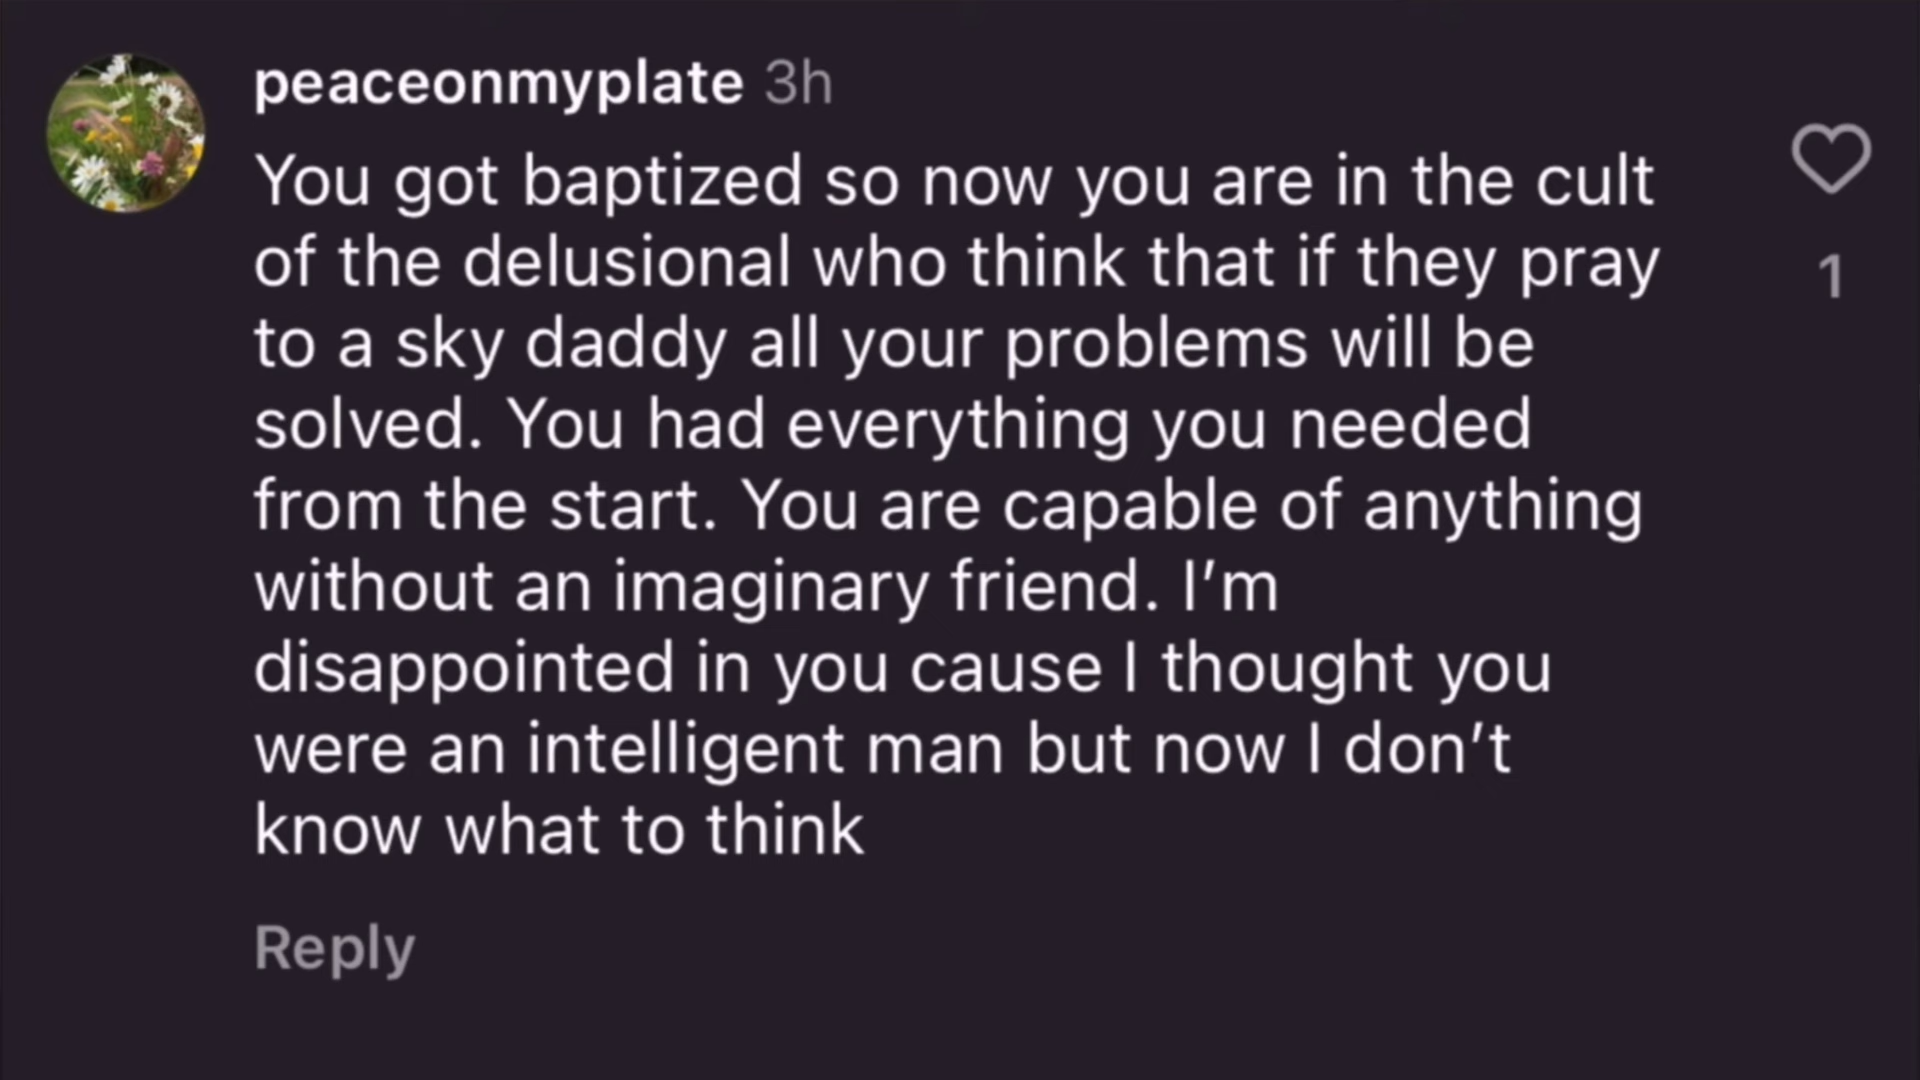 peaceonmyplate 3h
You got baptized so now you are in the cult
of the delusional who think that if they pray
to a sky daddy all your problems will be
solved. You had everything you needed
from the start. You are capable of anything
without an imaginary friend. I’m
disappointed in you cause I thought you
were an intelligent man but now I don’t
know what to think
1
Reply